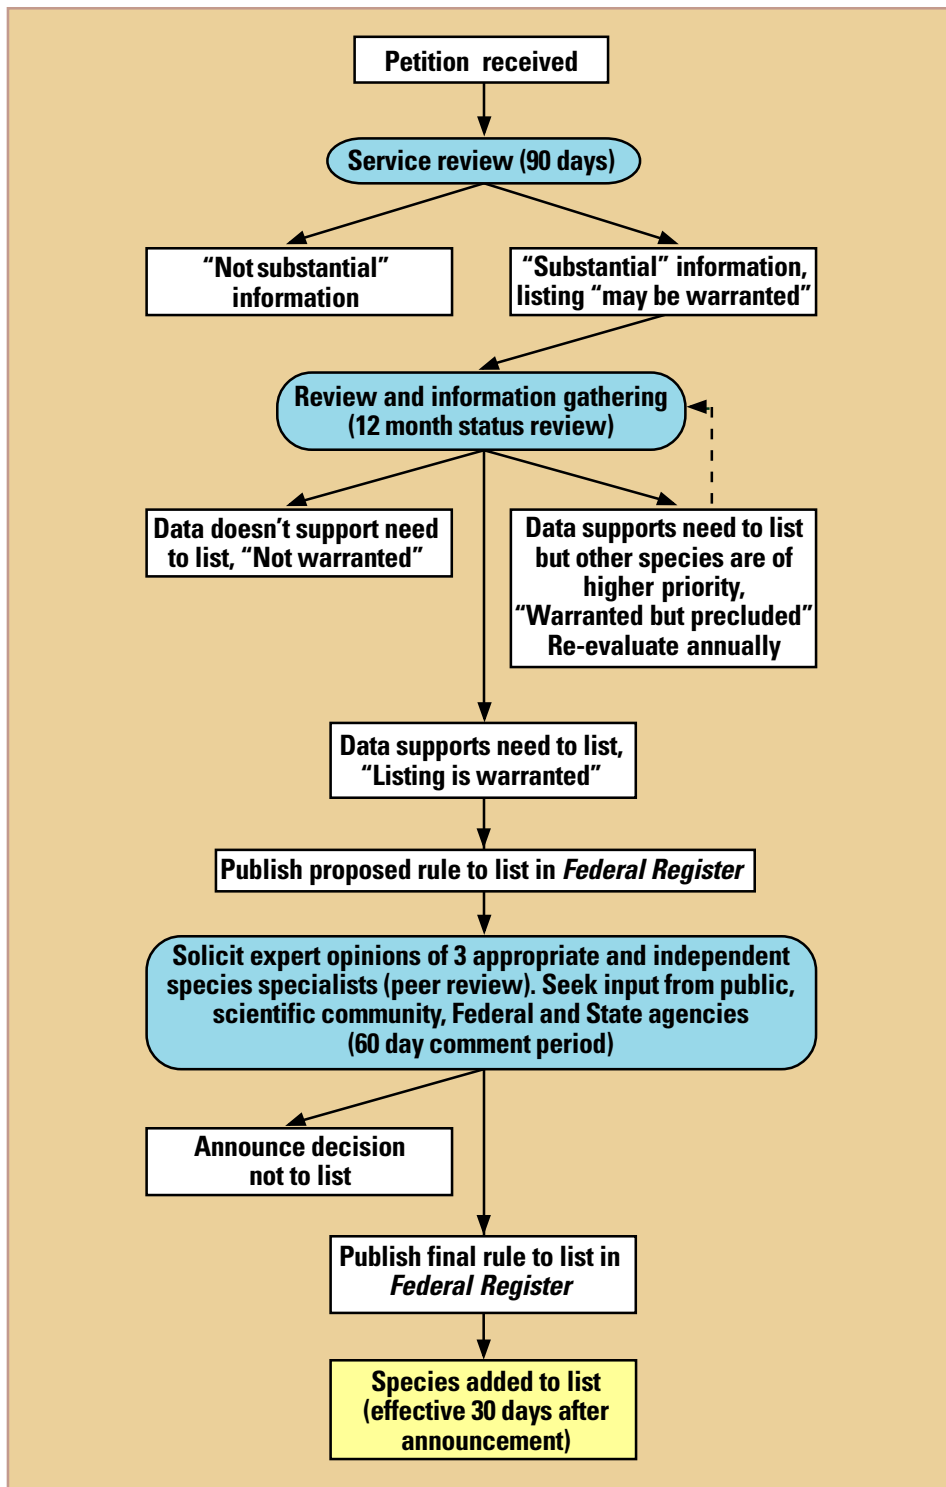 Petition received
Service review (90 days)
“Not substantial”
information
“Substantial” information,
listing “may be warranted”
Review and information gathering
(12 month status review)
Data doesn’t support need
to list, “Not warranted”
Data supports need to list
but other species are of
higher priority,
“Warranted but precluded”
Re-evaluate annually
Data supports need to list,
“Listing is warranted”
Publish proposed rule to list in Federal Register
Solicit expert opinions of 3 appropriate and independent
species specialists (peer review). Seek input from public,
scientific community, Federal and State agencies
(60 day comment period)
Announce decision
not to list
Publish final rule to list in
Federal Register
Species added to list
(effective 30 days after
announcement)